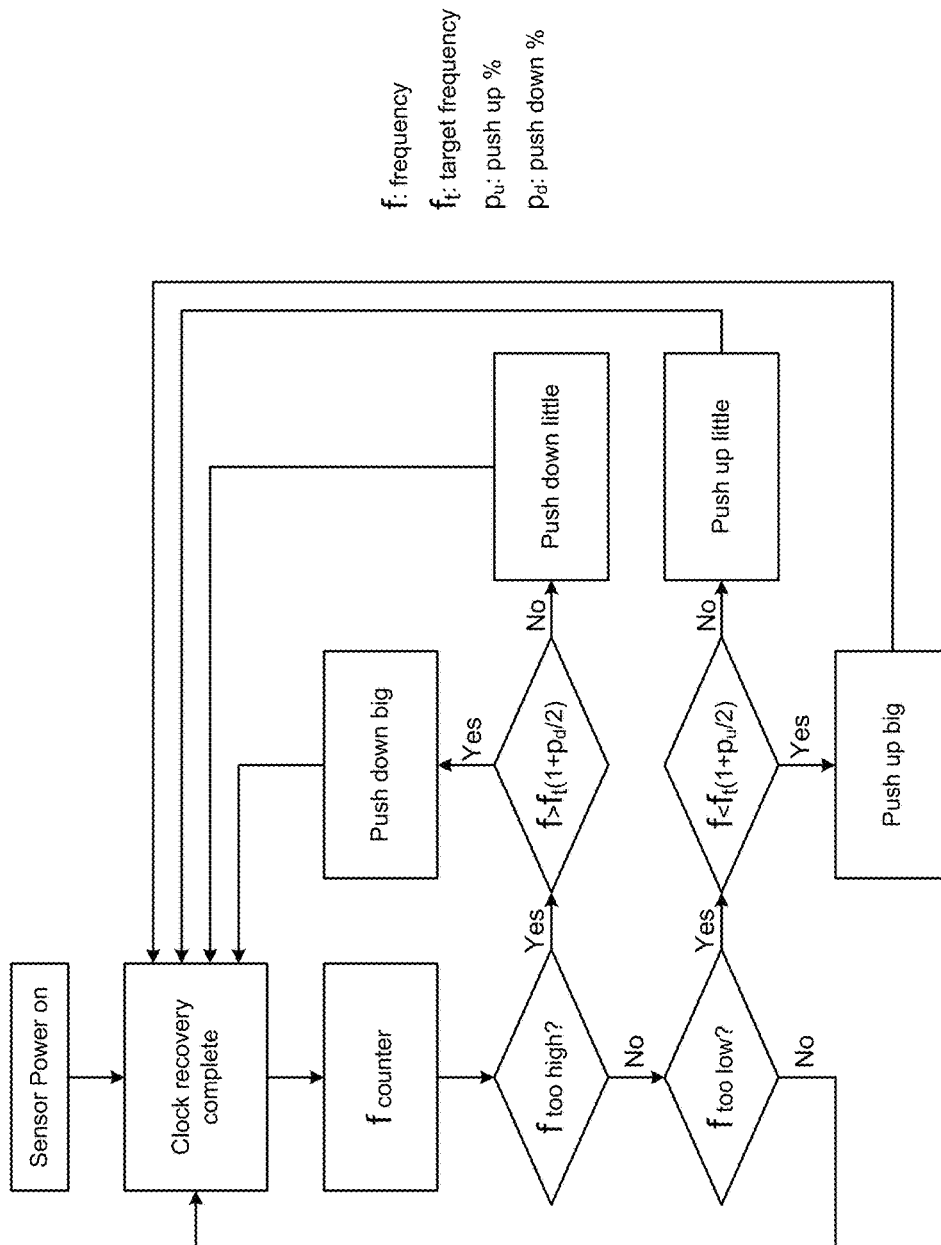 Sensor Power on
Clock recovery
complete
f counter
f too high?
Yes
No
f>fₜ(1+p_d/2)
Yes
Push down big
No
Push down little
f too low?
Yes
No
f<fₜ(1+pᵤ/2)
No
Push up little
Yes
Push up big
f: frequency
fₜ: target frequency
pᵤ: push up %
p_d: push down %